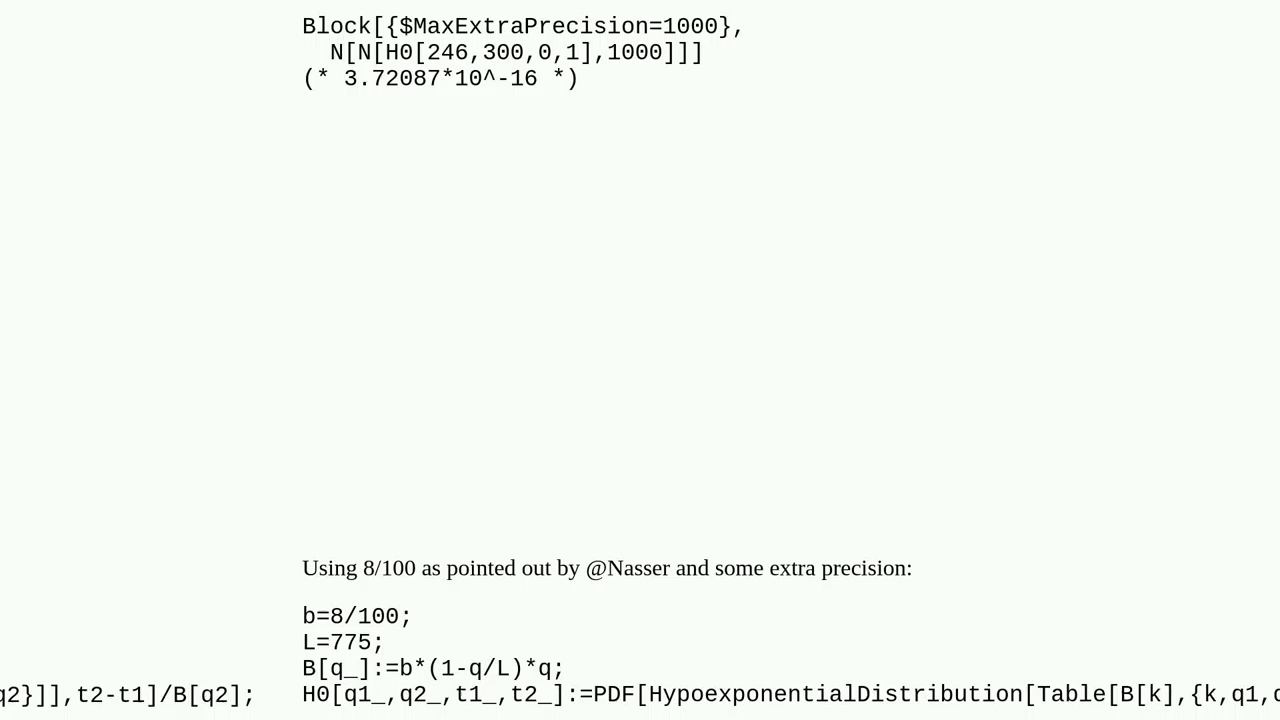 Block[{$MaxExtraPrecision=1000},
N[N[H0[246,300,0,1],1000]]]
(* 3.72087*10^-16 *)
Using 8/100 as pointed out by @Nasser and some extra precision:
b=8/100;
L=775;
B[q_]:=b*(1-q/L)*q;
q2}]],t2-t1]/B[q2];
H0[q1_,q2_,t1_,t2_]:=PDF[HypoexponentialDistribution[Table[B[k],{k,q1,